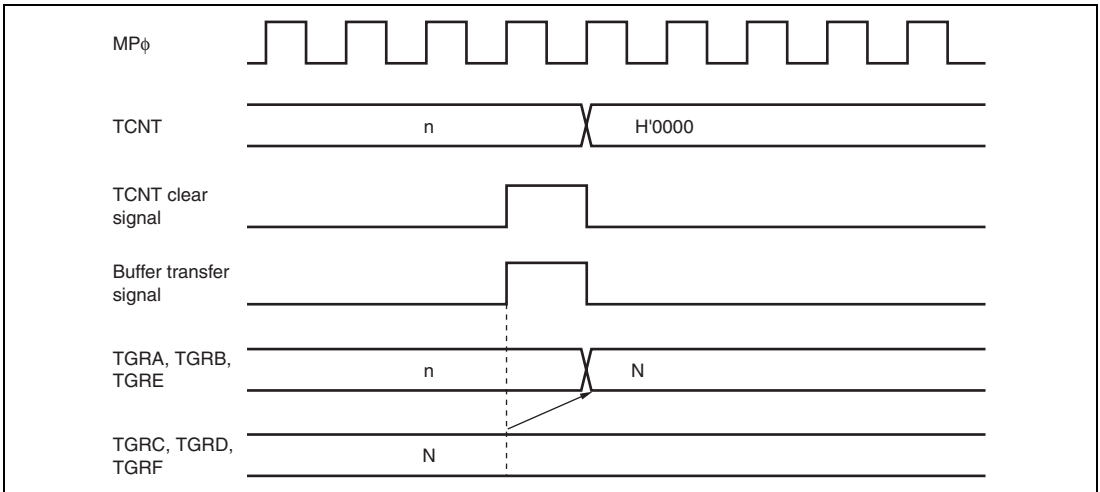 MPϕ
TCNT
n
H'0000
TCNT clear
signal
Buffer transfer
signal
TGRA, TGRB,
TGRE
n
N
TGRC, TGRD,
TGRF
N